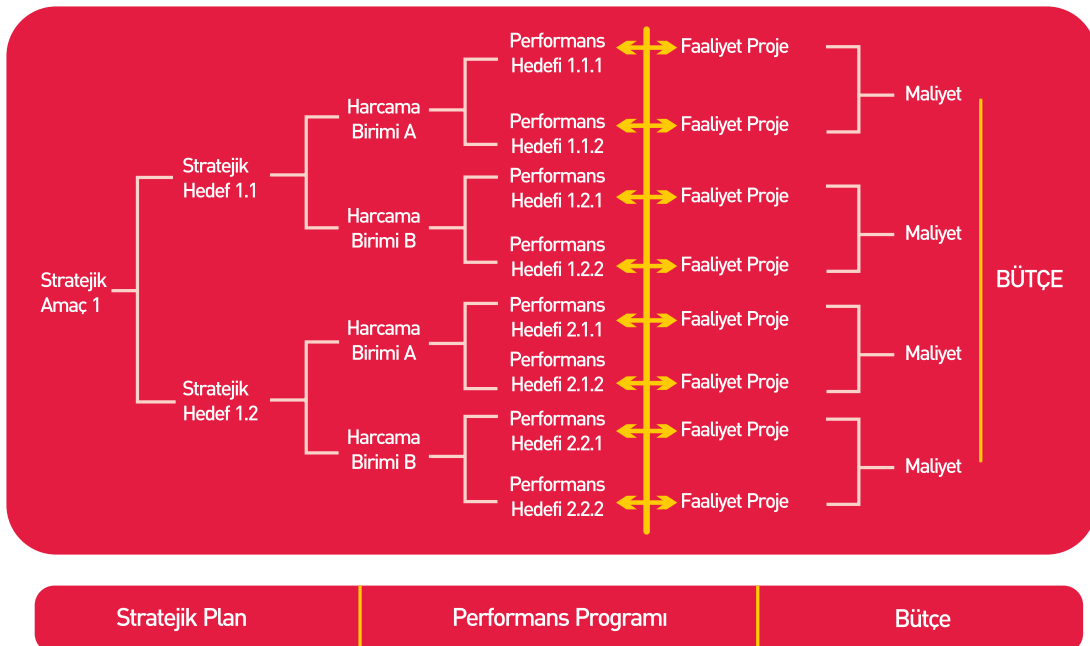 Stratejik
Amaç 1
Stratejik
Hedef 1.1
Stratejik
Hedef 1.2
Harcama
Birimi A
Harcama
Birimi B
Harcama
Birimi A
Harcama
Birimi B
Performans
Hedefi 1.1.1
Performans
Hedefi 1.1.2
Performans
Hedefi 1.2.1
Performans
Hedefi 1.2.2
Performans
Hedefi 2.1.1
Performans
Hedefi 2.1.2
Performans
Hedefi 2.2.1
Performans
Hedefi 2.2.2
Faaliyet Proje
Faaliyet Proje
Faaliyet Proje
Faaliyet Proje
Faaliyet Proje
Faaliyet Proje
Faaliyet Proje
Faaliyet Proje
Maliyet
Maliyet
Maliyet
Maliyet
BÜTÇE
Stratejik Plan
Performans Programı
Bütçe